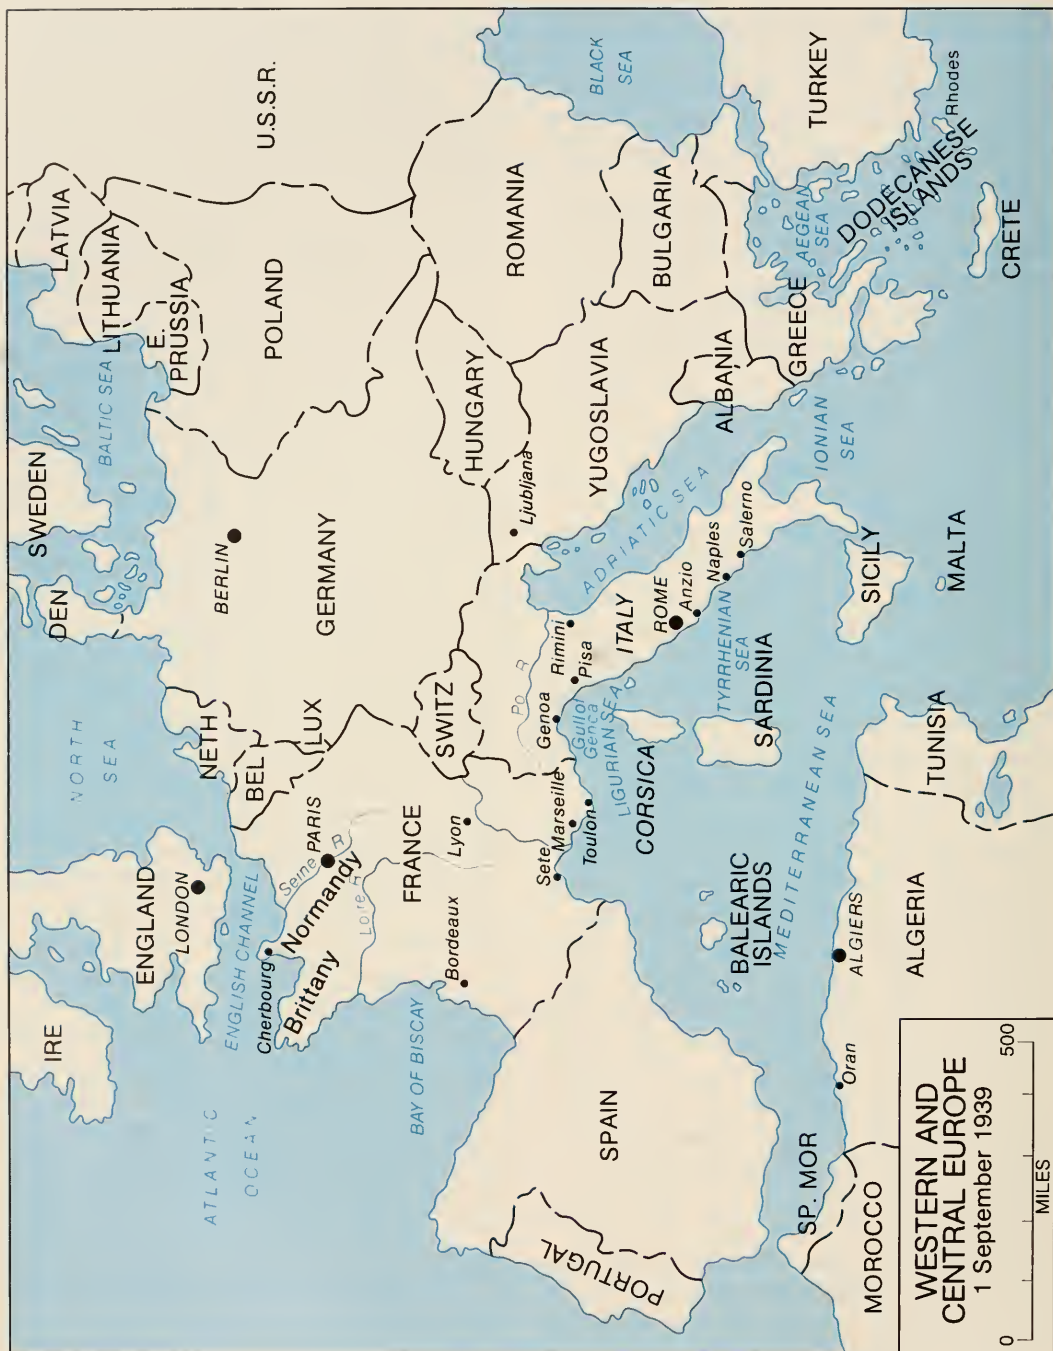 WESTERN AND
CENTRAL EUROPE
1 September 1939
0
500
MILES
IRE
ENGLAND
LONDON
NORTH
SEA
DEN
SWEDEN
BALTIC SEA
LATVIA
LITHUANIA
E.
PRUSSIA
U.S.S.R.
ATLANTIC
OCEAN
ENGLISH CHANNEL
Cherbourg
NETH
BEL
LUX
BERLIN
GERMANY
POLAND
Brittany
Normandy
Seine R
PARIS
Loire R
FRANCE
BAY OF BISCAY
Bordeaux
Lyon
SWITZ
HUNGARY
ROMANIA
BLACK
SEA
Sete
Marseille
Toulon
Genoa
Gulf of
Genoa
LIGURIAN SEA
Po R
Rimini
Pisa
Ljubljana
YUGOSLAVIA
BULGARIA
PORTUGAL
SPAIN
CORSICA
ITALY
ROME
Anzio
Naples
Salerno
ADRIATIC SEA
ALBANIA
GREECE
AEGEAN
SEA
TURKEY
BALEARIC
ISLANDS
MEDITERRANEAN SEA
SARDINIA
TYRRHENIAN
SEA
IONIAN
SEA
DODECANESE
ISLANDS
Rhodes
SP. MOR
MOROCCO
Oran
ALGIERS
ALGERIA
TUNISIA
SICILY
MALTA
CRETE